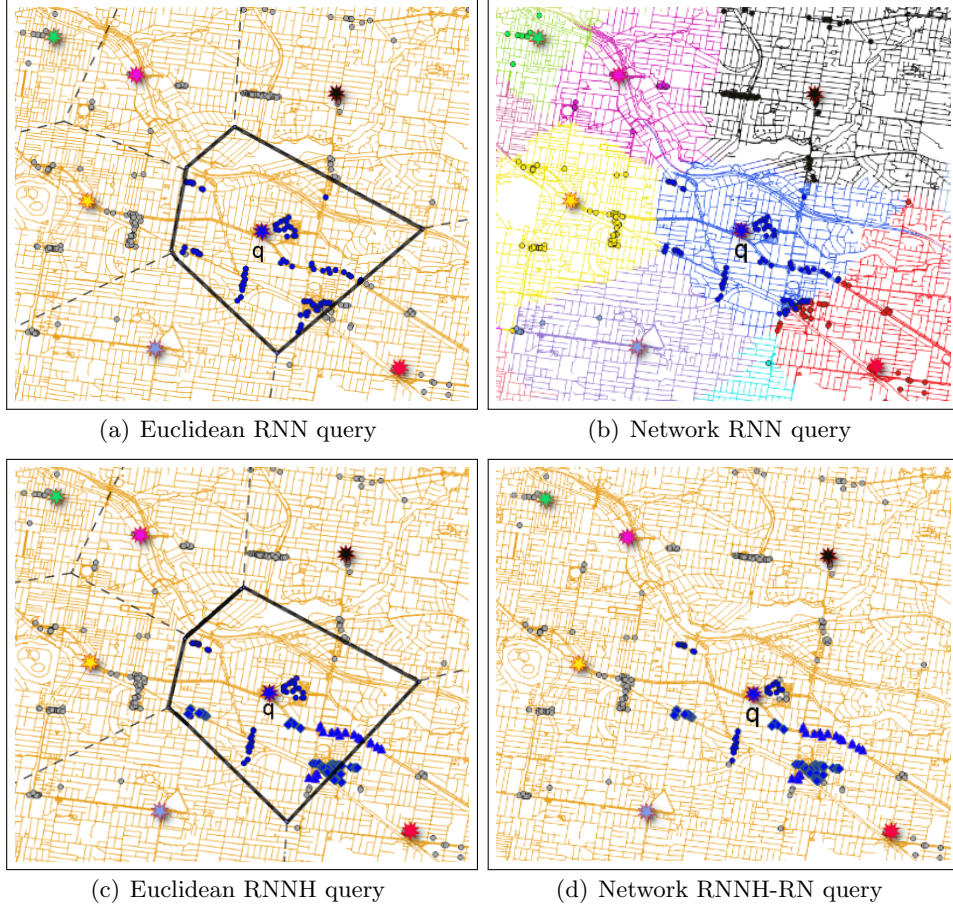 q
q
(a) Euclidean RNN query
(b) Network RNN query
q
q
(c) Euclidean RNNH query
(d) Network RNNH-RN query